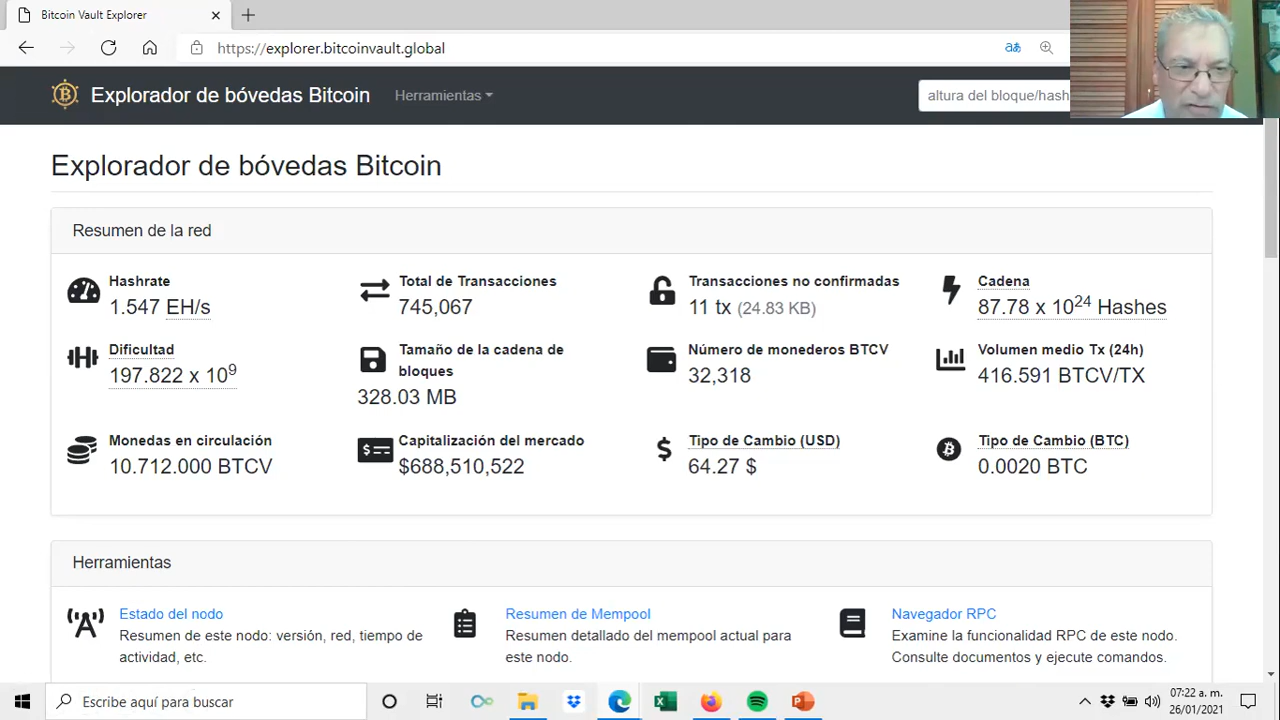 Bitcoin Vault Explorer
https://explorer.bitcoinvault.global
Explorador de bóvedas Bitcoin
Herramientas
altura del bloque/hash
Explorador de bóvedas Bitcoin
Resumen de la red
Hashrate
1.547 EH/s
Total de Transacciones
745,067
Transacciones no confirmadas
11 tx (24.83 KB)
Cadena
87.78 x 10^24 Hashes
Dificultad
197.822 x 10^9
Tamaño de la cadena de
bloques
328.03 MB
Número de monederos BTCV
32,318
Volumen medio Tx (24h)
416.591 BTCV/TX
Monedas en circulación
10.712.000 BTCV
Capitalización del mercado
$688,510,522
Tipo de Cambio (USD)
64.27 $
Tipo de Cambio (BTC)
0.0020 BTC
Herramientas
Estado del nodo
Resumen de este nodo: versión, red, tiempo de
actividad, etc.
Resumen de Mempool
Resumen detallado del mempool actual para
este nodo.
Navegador RPC
Examine la funcionalidad RPC de este nodo.
Consulte documentos y ejecute comandos.
Escribe aquí para buscar
07:22 a. m.
26/01/2021